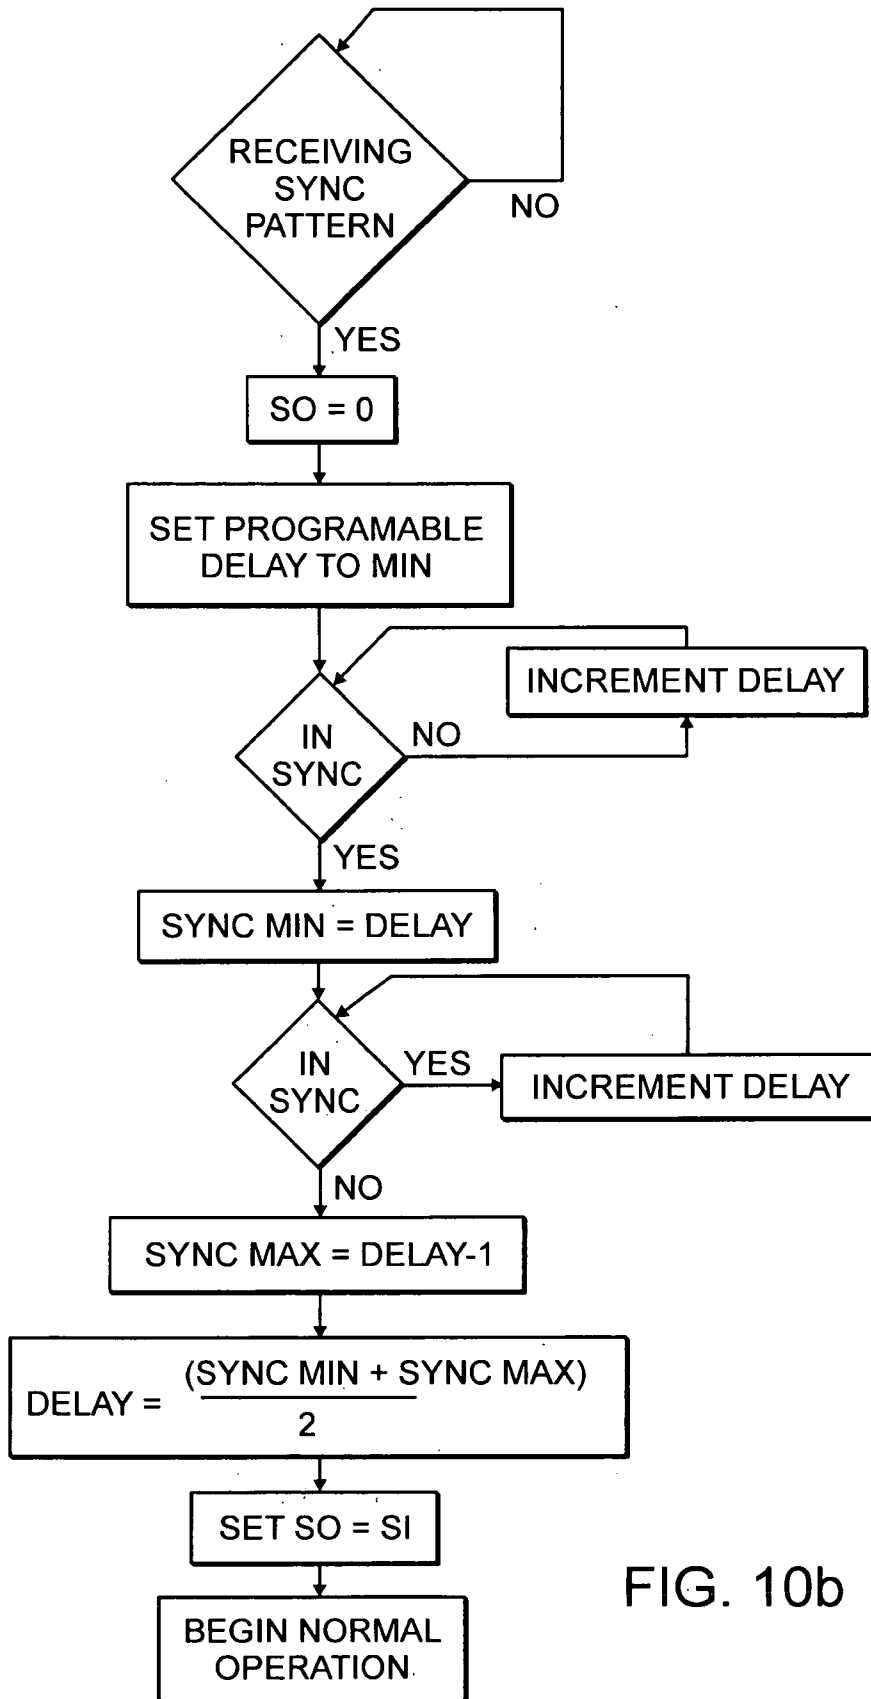 RECEIVING
SYNC
PATTERN
NO
YES
SO = 0
SET PROGRAMABLE
DELAY TO MIN
INCREMENT DELAY
IN
SYNC
NO
YES
SYNC MIN = DELAY
IN
SYNC
YES
INCREMENT DELAY
NO
SYNC MAX = DELAY-1
DELAY = (SYNC MIN + SYNC MAX)
2
SET SO = SI
BEGIN NORMAL
OPERATION
FIG. 10b